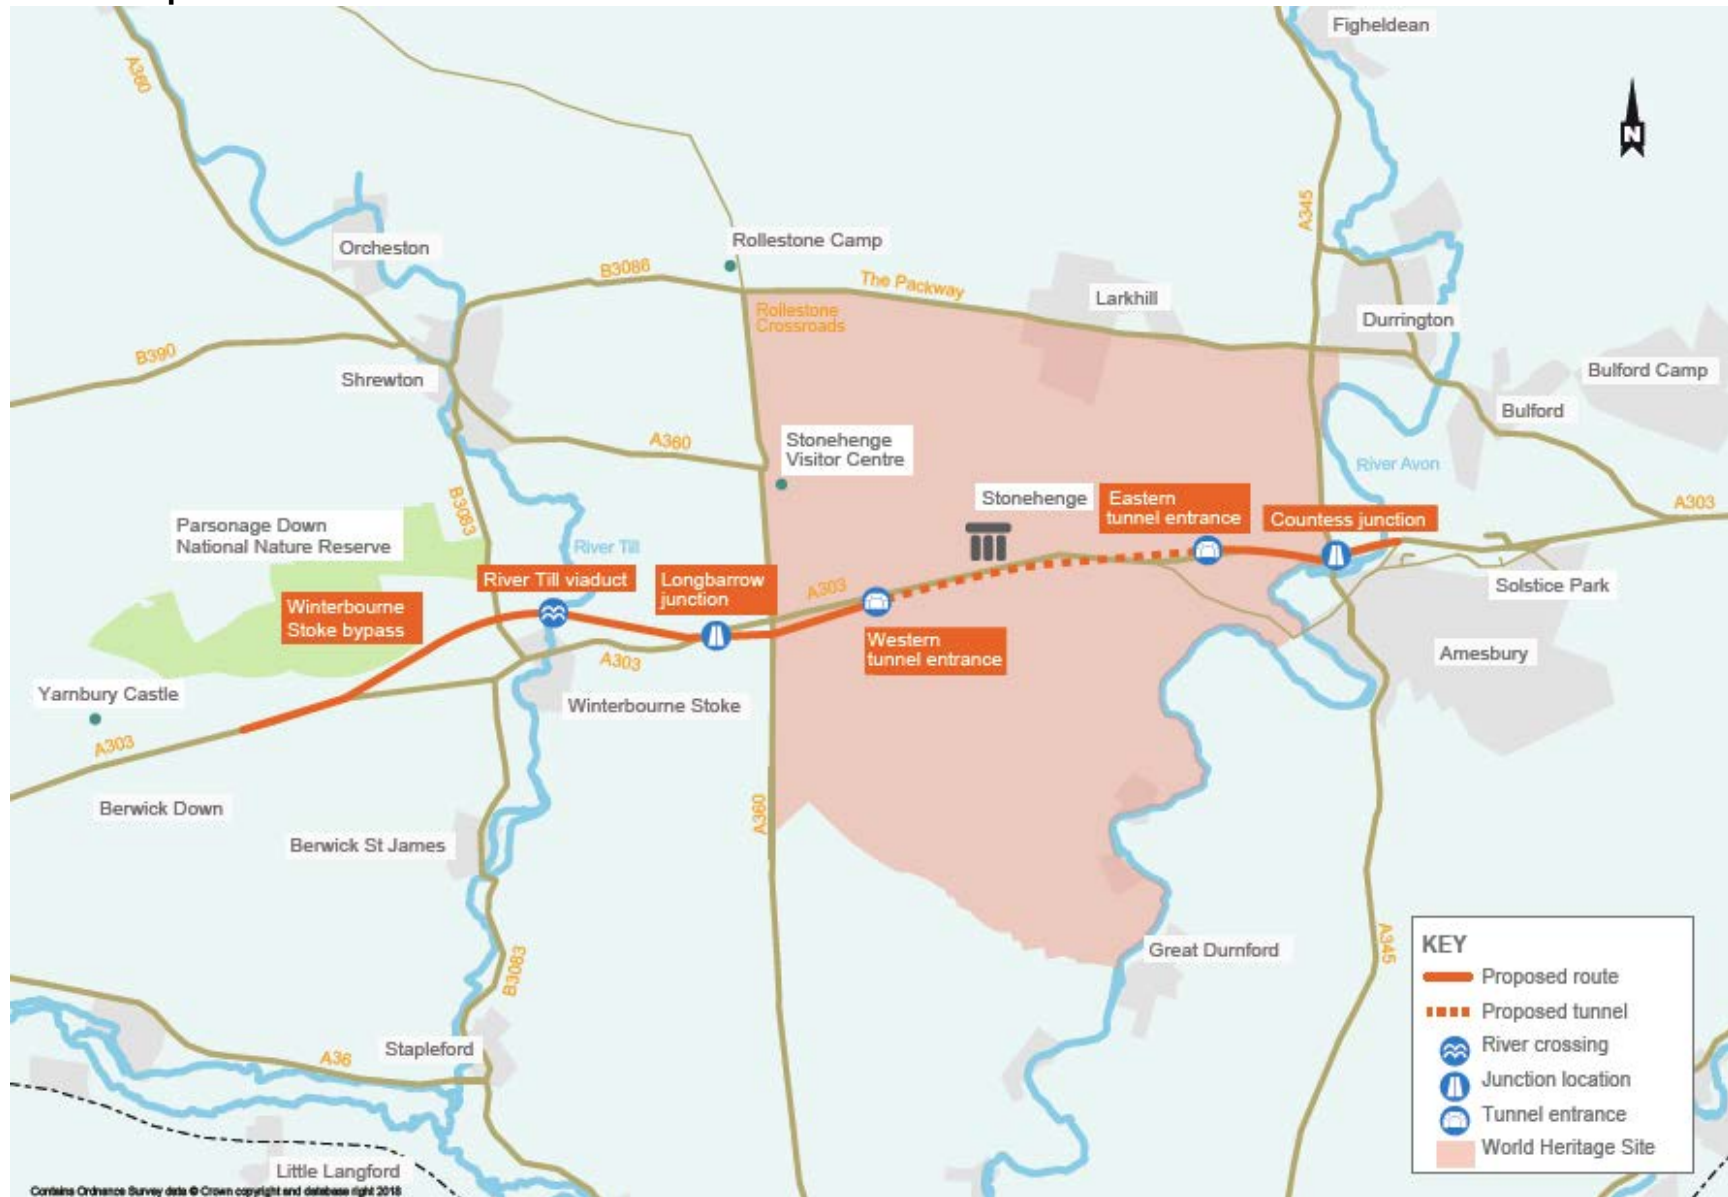 Figheldean
A360
N
A345
Orcheston
Rollestone Camp
B3086
The Packway
Larkhill
Rollestone
Crossroads
Durrington
B390
Shrewton
Bulford Camp
Bulford
A360
Stonehenge
Visitor Centre
River Avon
B3083
Stonehenge
Eastern
tunnel entrance
Countess junction
A303
Parsonage Down
National Nature Reserve
River Till
River Till viaduct
Longbarrow
junction
A303
Solstice Park
Winterbourne
Stoke bypass
Western
tunnel entrance
A303
Amesbury
Yarnbury Castle
Winterbourne Stoke
A303
Berwick Down
A360
Berwick St James
Great Durnford
A345
B3083
Stapleford
A36
Little Langford
KEY
Proposed route
Proposed tunnel
River crossing
Junction location
Tunnel entrance
World Heritage Site
Contains Ordnance Survey data © Crown copyright and database right 2018